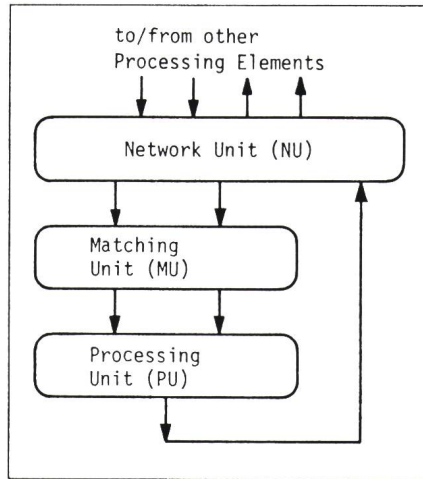 to/from other
Processing Elements
Network Unit (NU)
Matching
Unit (MU)
Processing
Unit (PU)